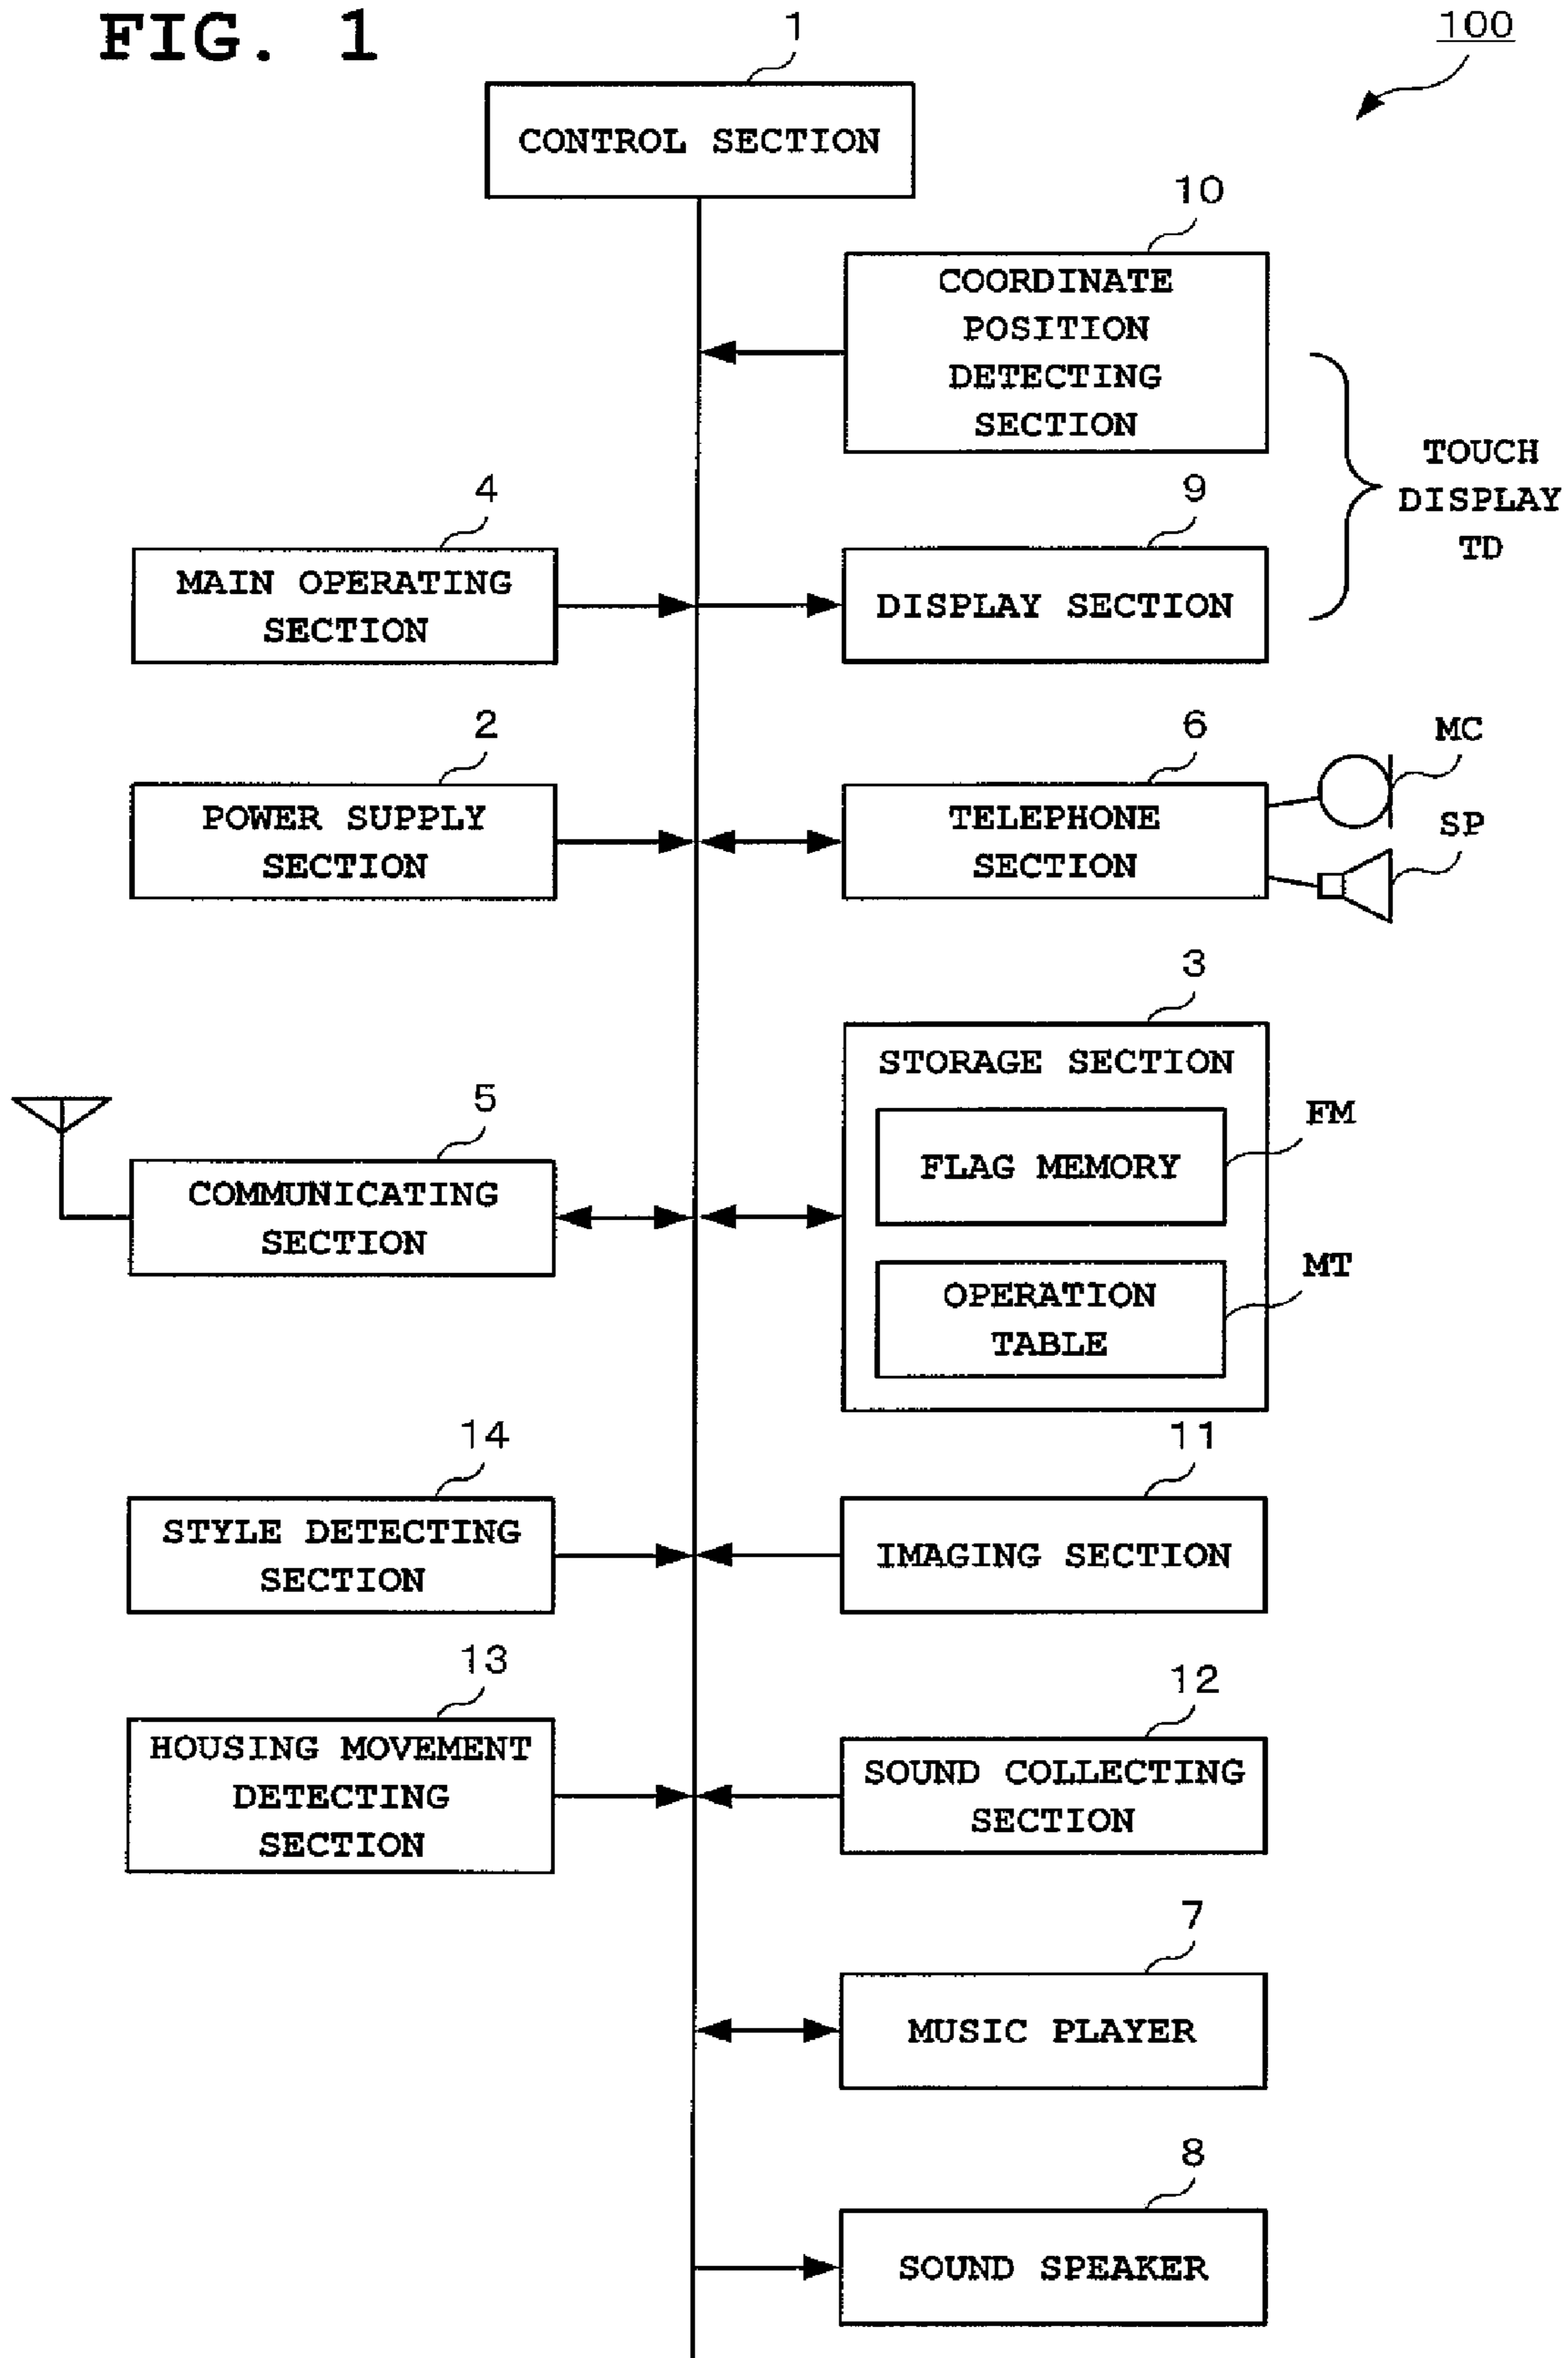 FIG. 1
100
1
CONTROL SECTION
10
COORDINATE
POSITION
DETECTING
SECTION
TOUCH
DISPLAY
TD
4
MAIN OPERATING
SECTION
9
DISPLAY SECTION
2
POWER SUPPLY
SECTION
6
TELEPHONE
SECTION
MC
SP
3
STORAGE SECTION
FLAG MEMORY
FM
OPERATION
TABLE
MT
5
COMMUNICATING
SECTION
14
STYLE DETECTING
SECTION
11
IMAGING SECTION
13
HOUSING MOVEMENT
DETECTING
SECTION
12
SOUND COLLECTING
SECTION
7
MUSIC PLAYER
8
SOUND SPEAKER